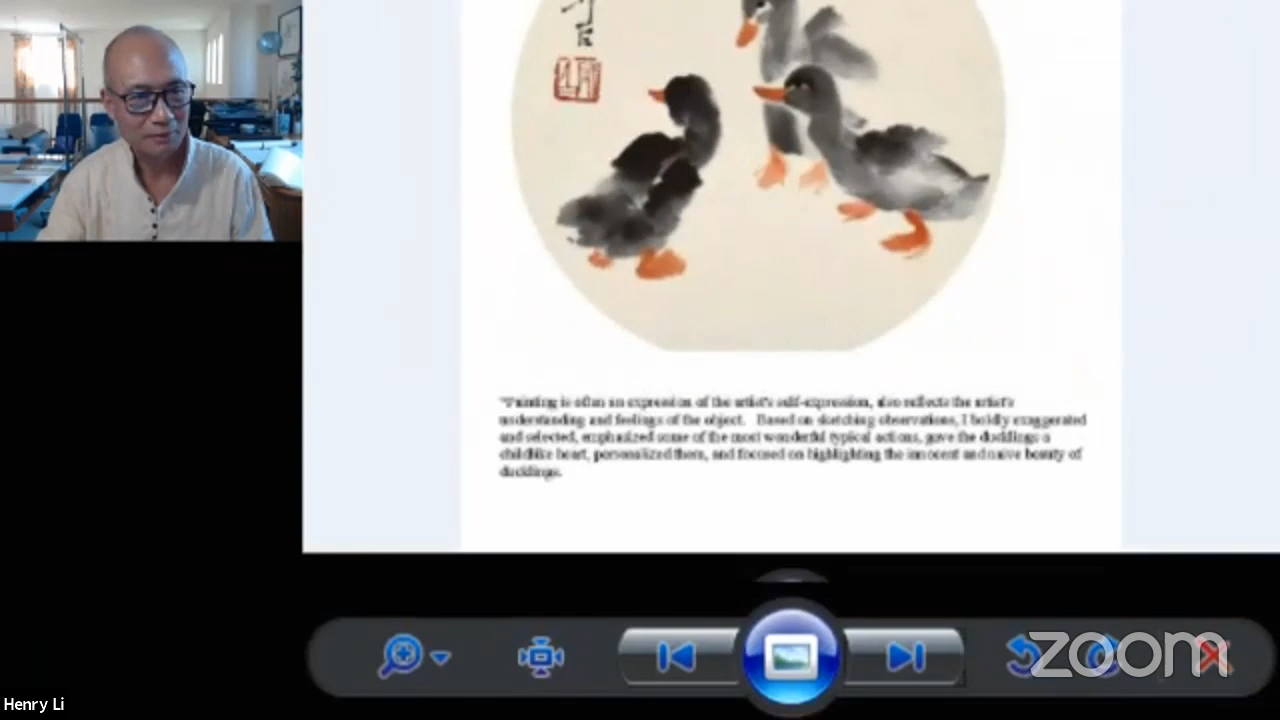 "Painting is often an expression of the artist's self-expression, also reflects the artist's
understanding and feelings of the object. Based on sketching observations, I boldly exaggerated
and selected, emphasized some of the most wonderful typical actions, gave the ducklings a
childlike heart, personalized them, and focused on highlighting the innocent and naive beauty of
ducklings.
zoom
Henry Li